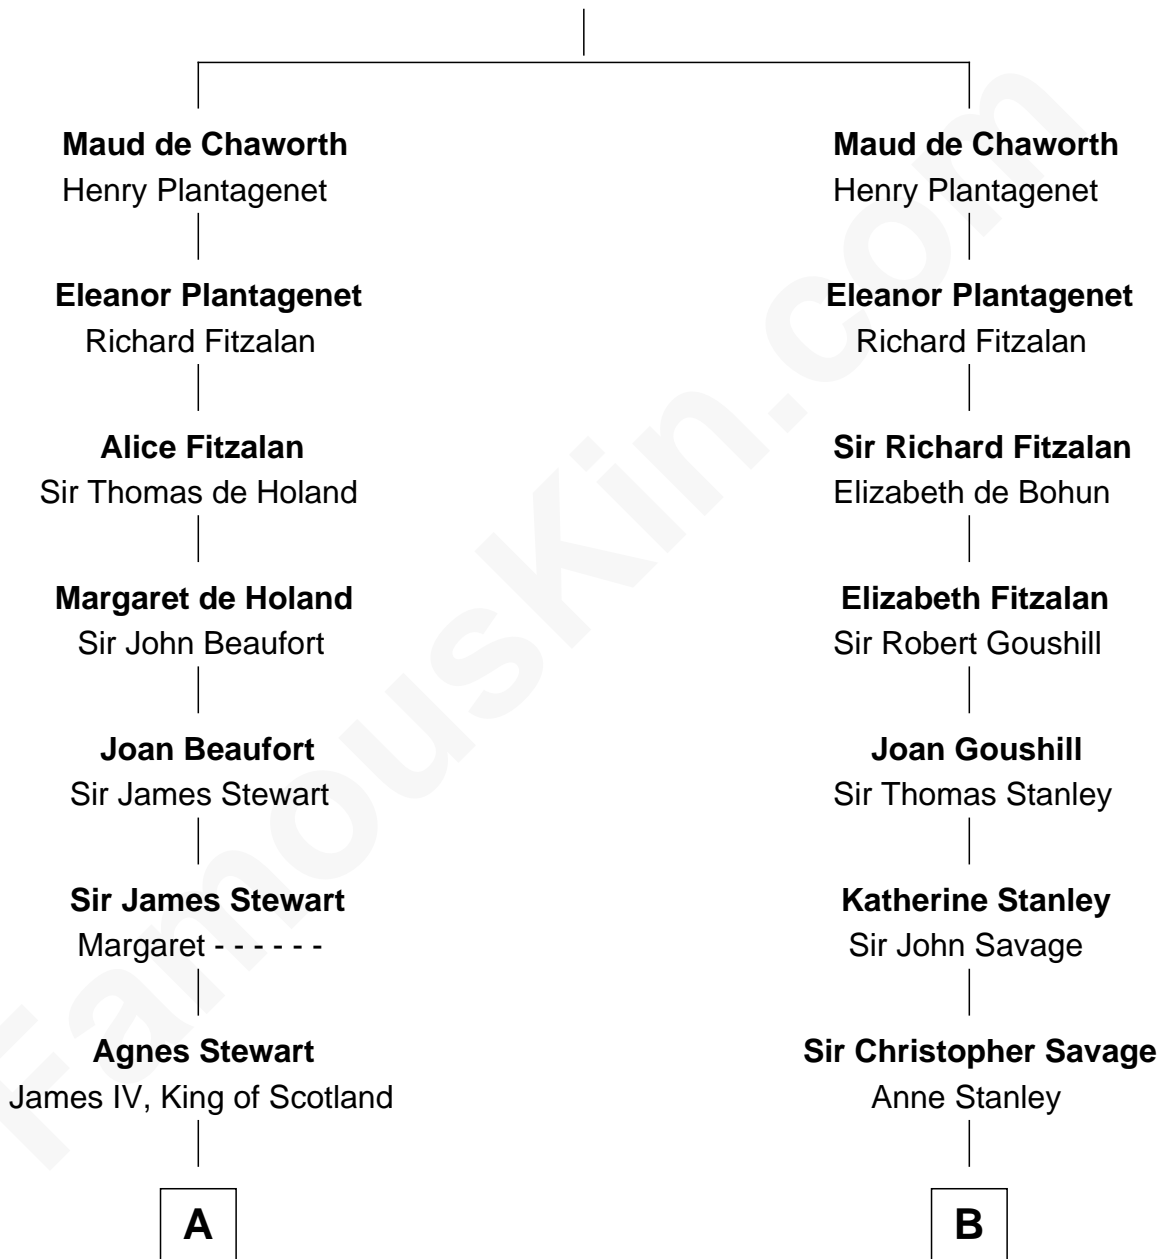 Maud de Chaworth
Henry Plantagenet
Eleanor Plantagenet
Richard Fitzalan
Alice Fitzalan
Sir Thomas de Holand
Margaret de Holand
Sir John Beaufort
Joan Beaufort
Sir James Stewart
Sir James Stewart
Margaret - - - - - -
Agnes Stewart
James IV, King of Scotland
A
Maud de Chaworth
Henry Plantagenet
Eleanor Plantagenet
Richard Fitzalan
Sir Richard Fitzalan
Elizabeth de Bohun
Elizabeth Fitzalan
Sir Robert Goushill
Joan Goushill
Sir Thomas Stanley
Katherine Stanley
Sir John Savage
Sir Christopher Savage
Anne Stanley
B
FamousKin.com